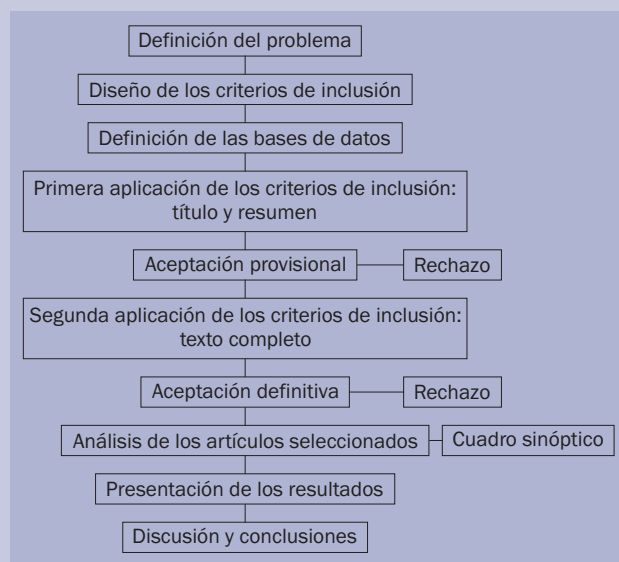 Definición del problema
Diseño de los criterios de inclusión
Definición de las bases de datos
Primera aplicación de los criterios de inclusión:
título y resumen
Aceptación provisional
Rechazo
Segunda aplicación de los criterios de inclusión:
texto completo
Aceptación definitiva
Rechazo
Análisis de los artículos seleccionados
Cuadro sinóptico
Presentación de los resultados
Discusión y conclusiones